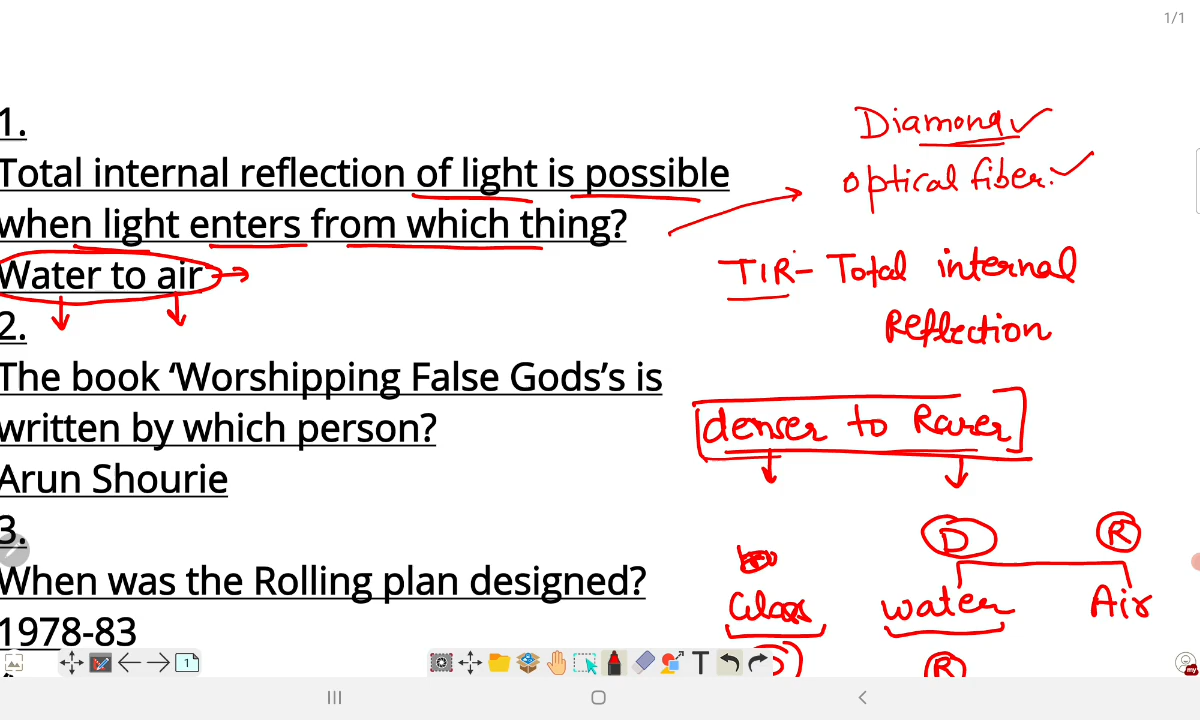 1/1
1.
Total internal reflection of light is possible
when light enters from which thing?
Water to air
2.
The book ‘Worshipping False Gods’s is
written by which person?
Arun Shourie
3.
When was the Rolling plan designed?
1978-83
Diamond
optical fiber.
TIR - Total internal
Reflection
denser to Rarer
D R
Glass water Air
R
1
T